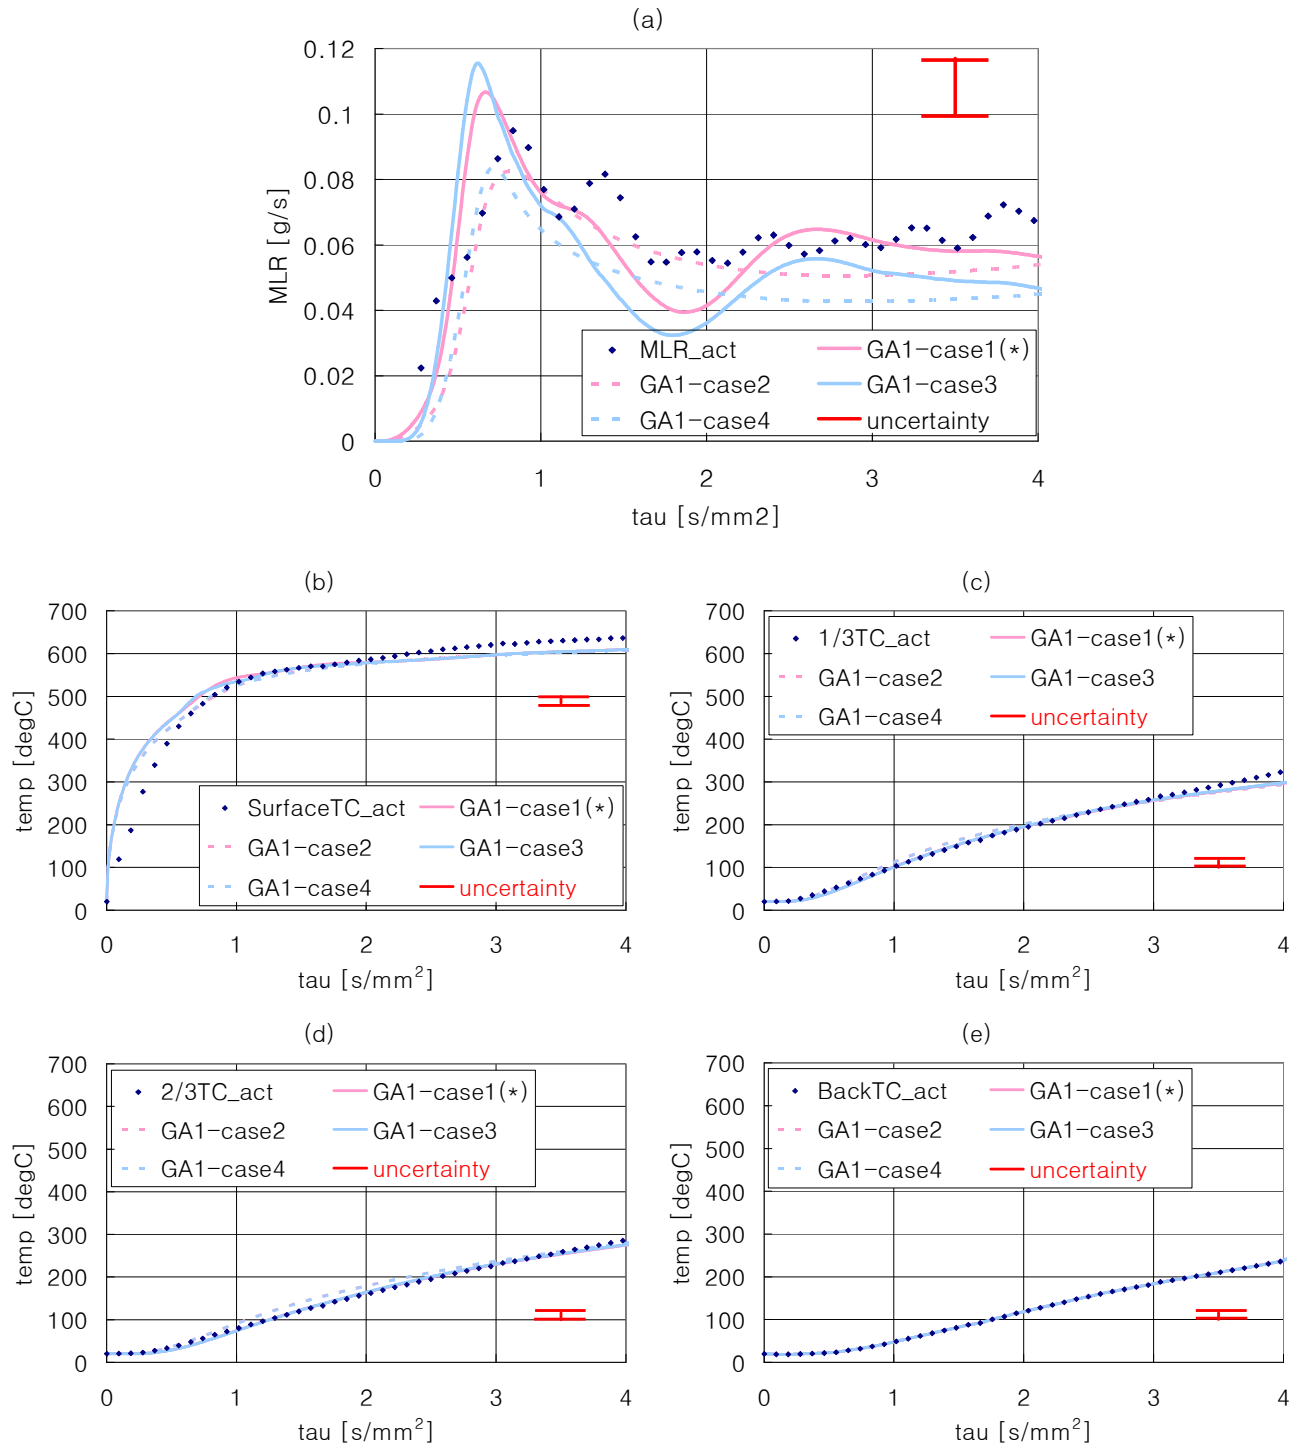 (a)
0.12
0.1
0.08
0.06
0.04
0.02
0
MLR [g/s]
MLR_act
GA1-case1(*)
GA1-case2
GA1-case3
GA1-case4
uncertainty
0 1 2 3 4
tau [s/mm2]
(b)
700
600
500
400
300
200
100
0
temp [degC]
SurfaceTC_act
GA1-case1(*)
GA1-case2
GA1-case3
GA1-case4
uncertainty
0 1 2 3 4
tau [s/mm²]
(c)
700
600
500
400
300
200
100
0
temp [degC]
1/3TC_act
GA1-case1(*)
GA1-case2
GA1-case3
GA1-case4
uncertainty
0 1 2 3 4
tau [s/mm²]
(d)
700
600
500
400
300
200
100
0
temp [degC]
2/3TC_act
GA1-case1(*)
GA1-case2
GA1-case3
GA1-case4
uncertainty
0 1 2 3 4
tau [s/mm²]
(e)
700
600
500
400
300
200
100
0
temp [degC]
BackTC_act
GA1-case1(*)
GA1-case2
GA1-case3
GA1-case4
uncertainty
0 1 2 3 4
tau [s/mm²]